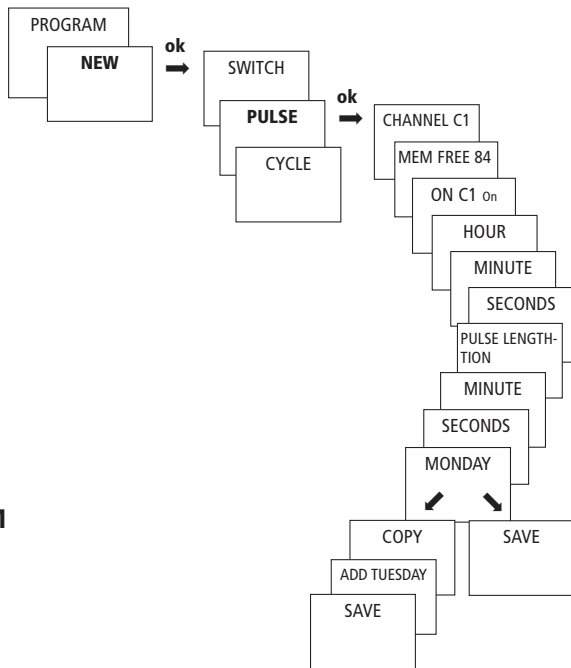 PROGRAM
NEW
ok
SWITCH
PULSE
CYCLE
ok
CHANNEL C1
MEM FREE 84
ON C1 On
HOUR
MINUTE
SECONDS
PULSE LENGTH-
TION
MINUTE
SECONDS
MONDAY
COPY
ADD TUESDAY
SAVE
SAVE